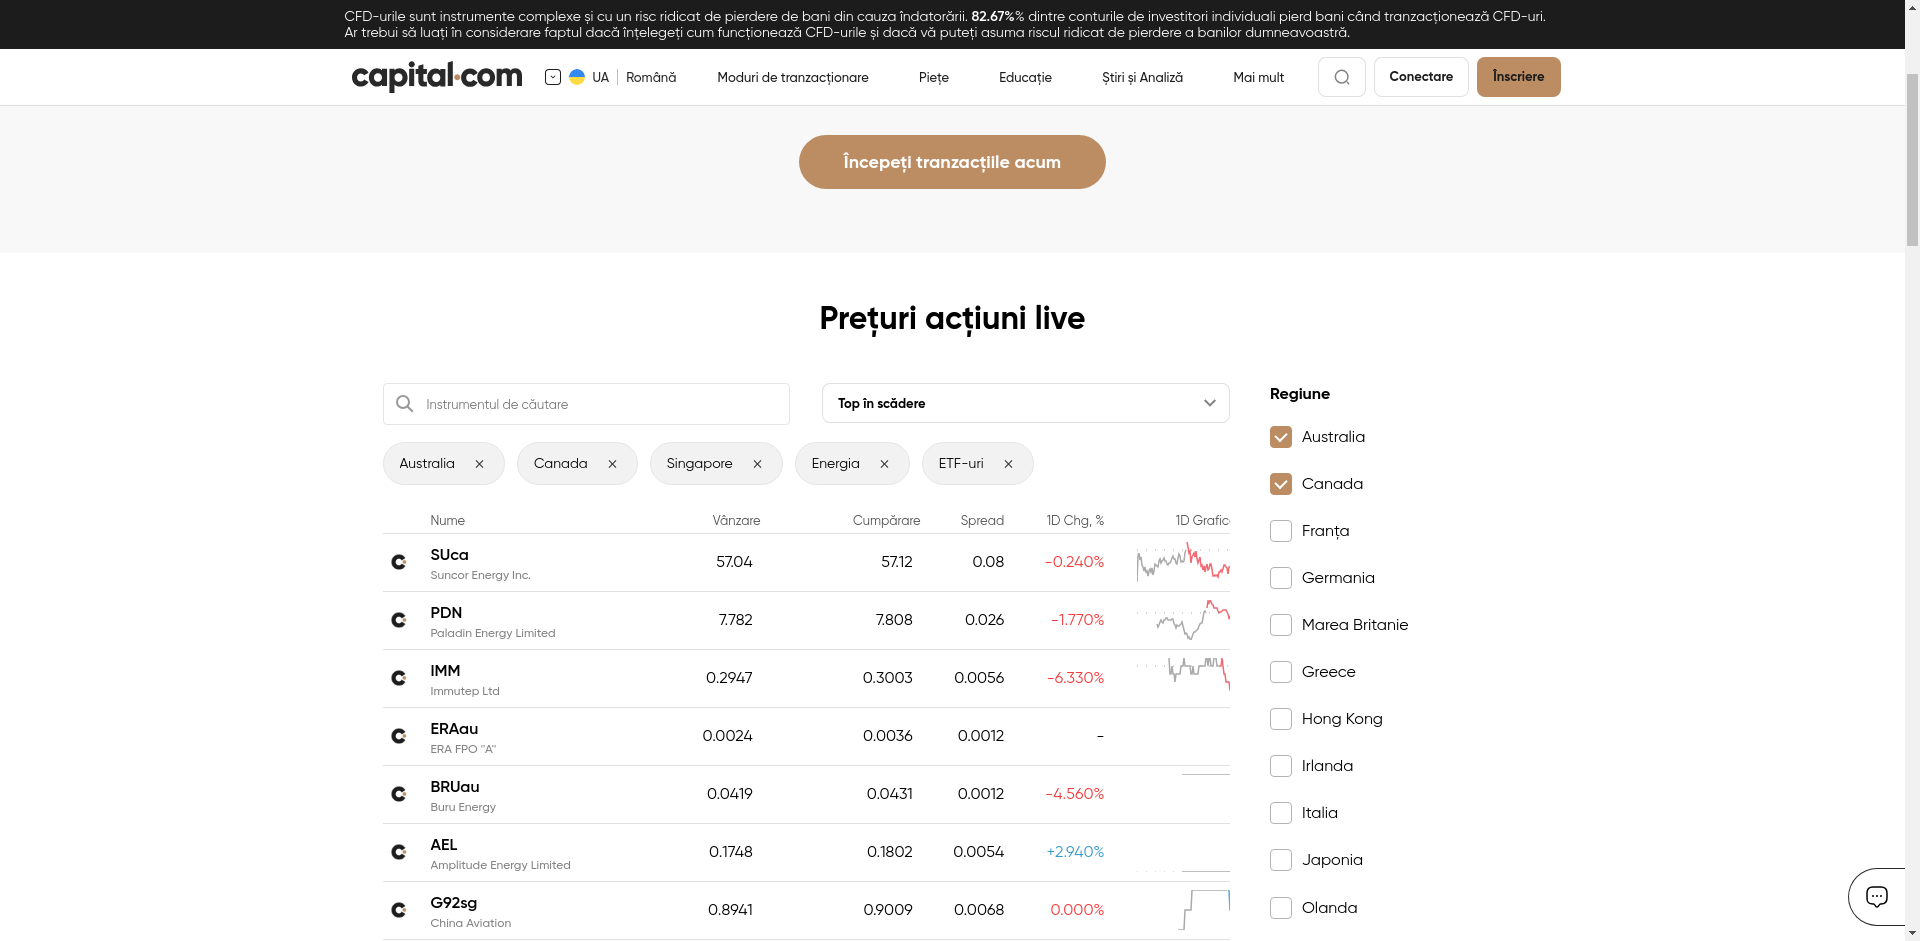 CFD-urile sunt instrumente complexe și cu un risc ridicat de pierdere de bani din cauza îndatorării. 82.67%% dintre conturile de investitori individuali pierd bani când tranzacționează CFD-uri.
Ar trebui să luați în considerare faptul dacă înțelegeți cum funcționează CFD-urile și dacă vă puteți asuma riscul ridicat de pierdere a banilor dumneavoastră.
capital.com UA Română Moduri de tranzacționare Piețe Educație Știri și Analiză Mai mult Conectare Înscriere
Începeți tranzacțiile acum
Prețuri acțiuni live
Instrumentul de căutare
Top în scădere
Australia Canada Singapore Energia ETF-uri
Nume Vânzare Cumpărare Spread 1D Chg, % 1D Grafic
SUca 57.04 57.12 0.08 -0.240%
Suncor Energy Inc.
PDN 7.782 7.808 0.026 -1.770%
Paladin Energy Limited
IMM 0.2947 0.3003 0.0056 -6.330%
Immutep Ltd
ERAau 0.0024 0.0036 0.0012 -
ERA FPO "A"
BRUau 0.0419 0.0431 0.0012 -4.560%
Buru Energy
AEL 0.1748 0.1802 0.0054 +2.940%
Amplitude Energy Limited
G92sg 0.8941 0.9009 0.0068 0.000%
China Aviation
Regiune
Australia
Canada
Franța
Germania
Marea Britanie
Greece
Hong Kong
Irlanda
Italia
Japonia
Olanda